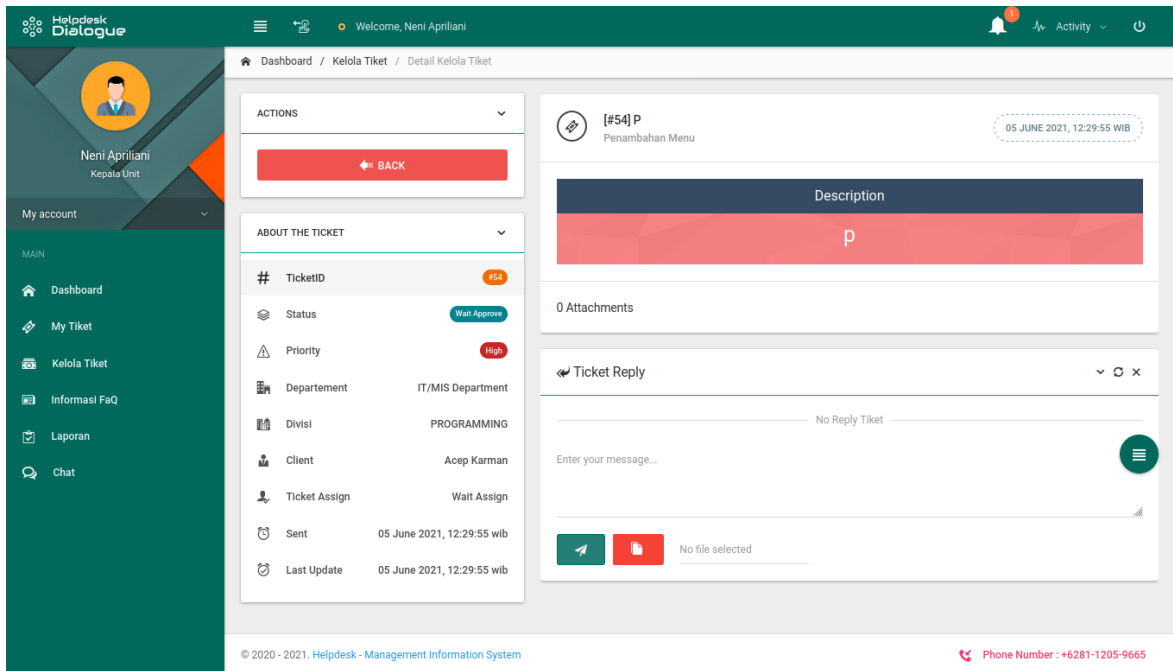 Helpdesk
Dialogue
Welcome, Neni Apriliani
1
Activity
Neni Apriliani
Kepala Unit
My account
MAIN
Dashboard
My Tiket
Kelola Tiket
Informasi FaQ
Laporan
Chat
Dashboard / Kelola Tiket / Detail Kelola Tiket
ACTIONS
BACK
ABOUT THE TICKET
TicketID #54
Status Wait Approve
Priority High
Departement IT/MIS Department
Divisi PROGRAMMING
Client Acep Karman
Ticket Assign Wait Assign
Sent 05 June 2021, 12:29:55 wib
Last Update 05 June 2021, 12:29:55 wib
[#54] P
Penambahan Menu
05 JUNE 2021, 12:29:55 WIB
Description
p
0 Attachments
Ticket Reply
No Reply Tiket
Enter your message...
No file selected
© 2020 - 2021. Helpdesk - Management Information System
Phone Number : +6281-1205-9665